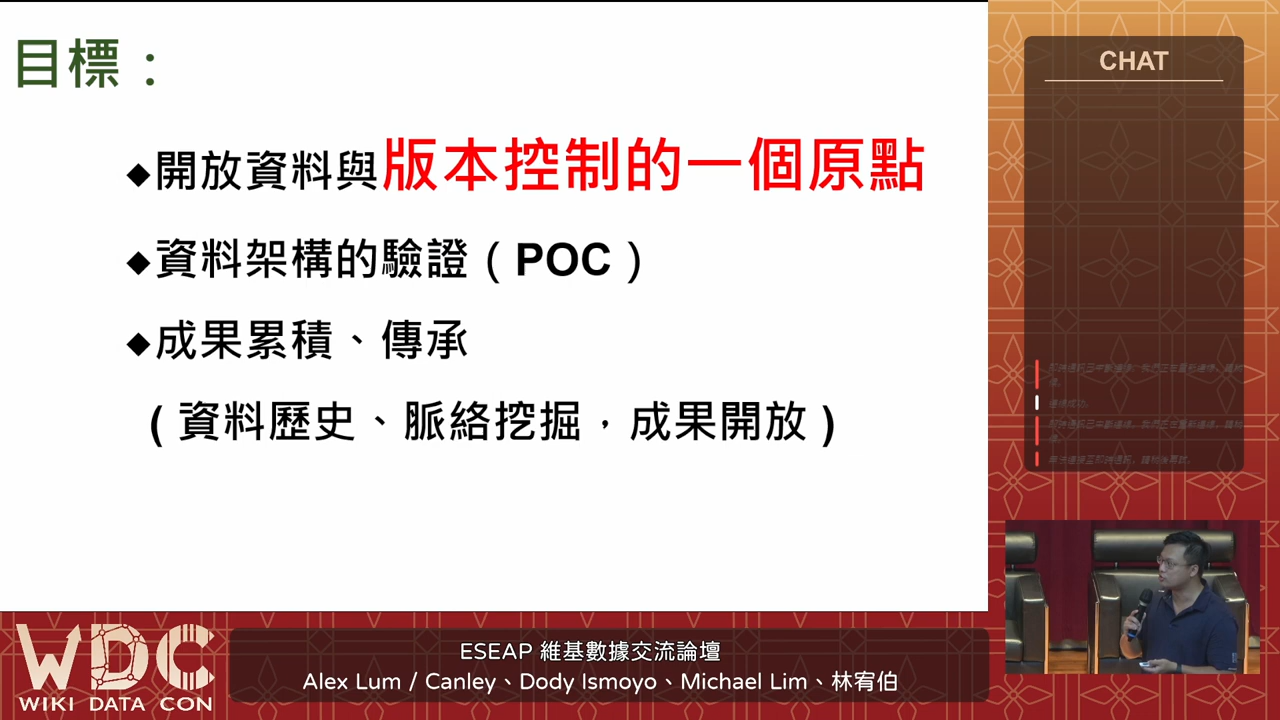 目標：
◆開放資料與版本控制的一個原點
◆資料架構的驗證（POC）
◆成果累積、傳承
(資料歷史、脈絡挖掘，成果開放)
CHAT
WDC
WIKI DATA CON
ESEAP 維基數據交流論壇
Alex Lum / Canley、Dody Ismoyo、Michael Lim、林宥伯